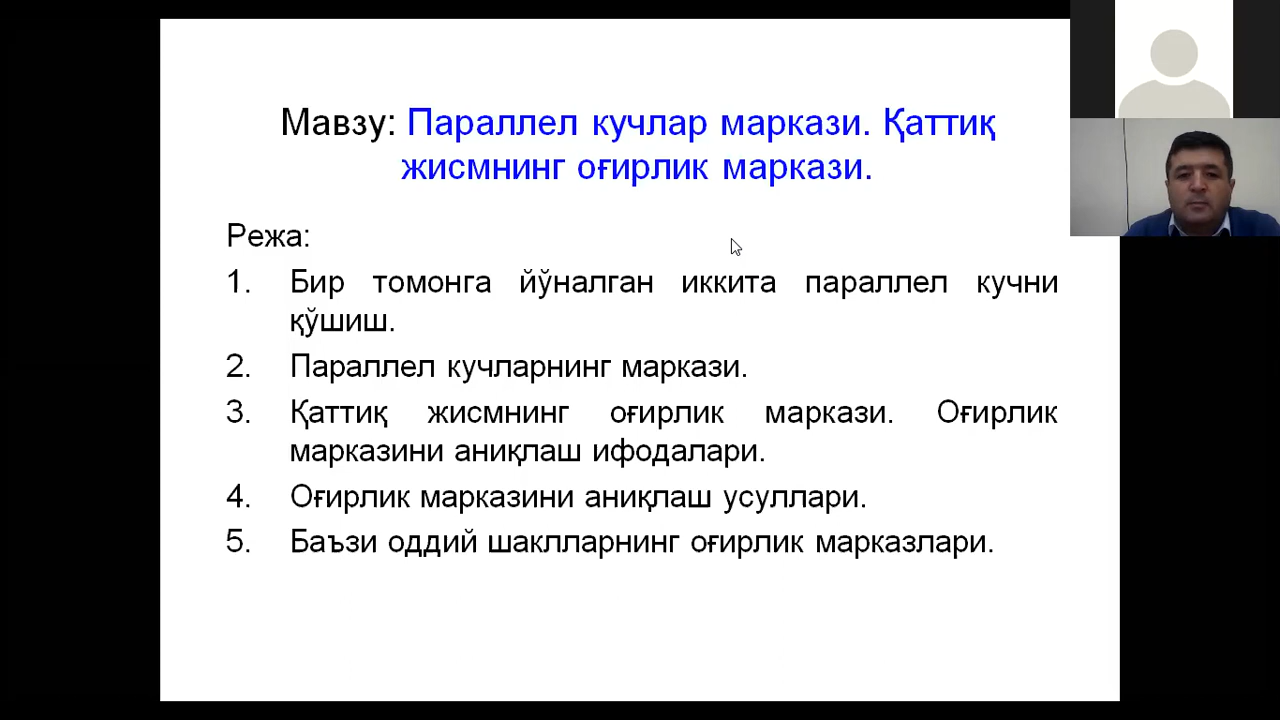 Мавзу: Параллел кучлар маркази. Қаттиқ
жисмнинг оғирлик маркази.
Режа:
1. Бир томонга йўналган иккита параллел кучни
қўшиш.
2. Параллел кучларнинг маркази.
3. Қаттиқ жисмнинг оғирлик маркази. Оғирлик
марказини аниқлаш ифодалари.
4. Оғирлик марказини аниқлаш усуллари.
5. Баъзи оддий шаклларнинг оғирлик марказлари.